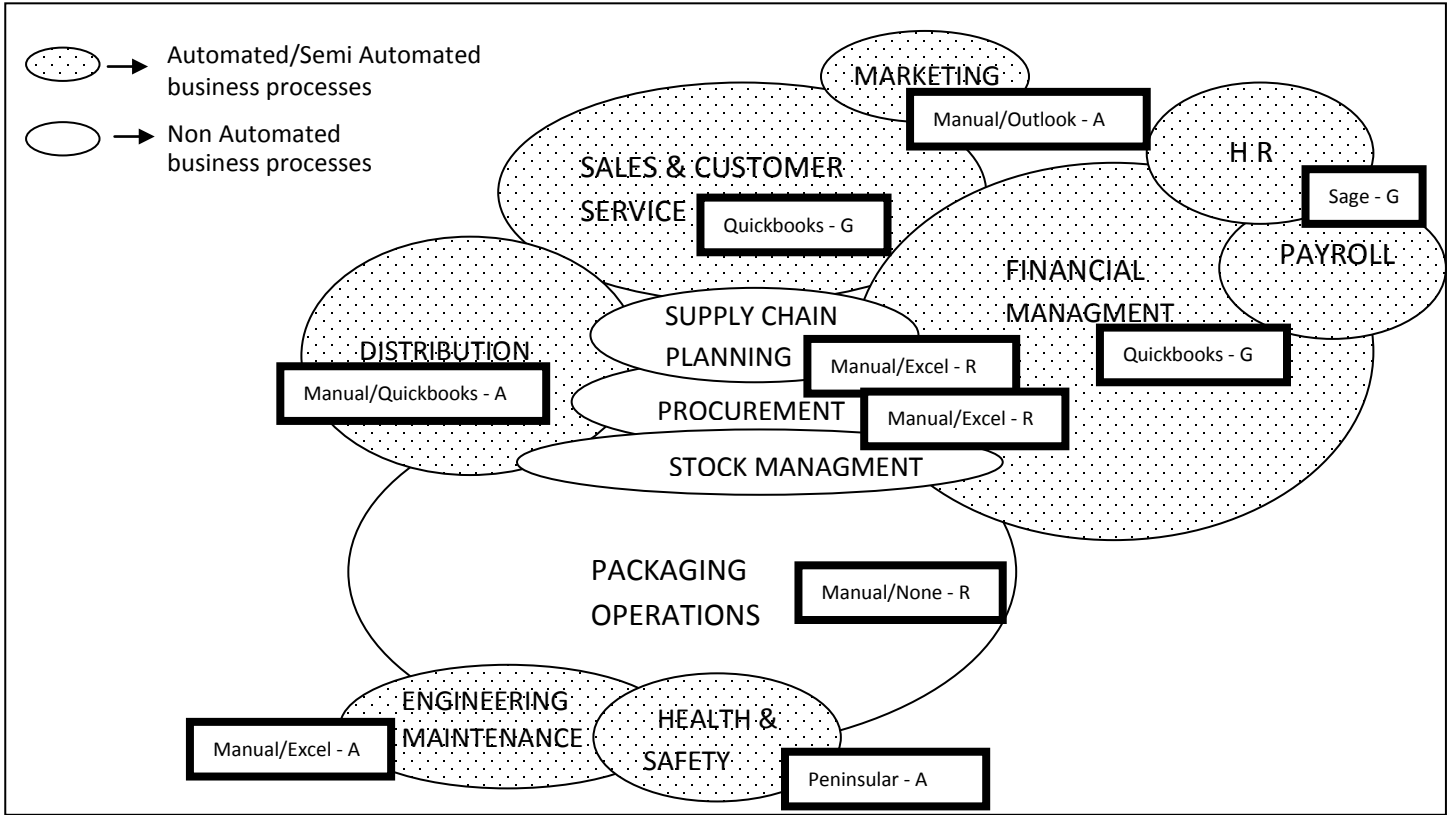 Automated/Semi Automated
business processes
Non Automated
business processes
MARKETING
Manual/Outlook - A
SALES & CUSTOMER
SERVICE
Quickbooks - G
H R
Sage - G
PAYROLL
FINANCIAL
MANAGMENT
Quickbooks - G
SUPPLY CHAIN
PLANNING
Manual/Excel - R
DISTRIBUTION
Manual/Quickbooks - A
PROCUREMENT
Manual/Excel - R
STOCK MANAGMENT
PACKAGING
OPERATIONS
Manual/None - R
ENGINEERING
MAINTENANCE
Manual/Excel - A
HEALTH &
SAFETY
Peninsular - A